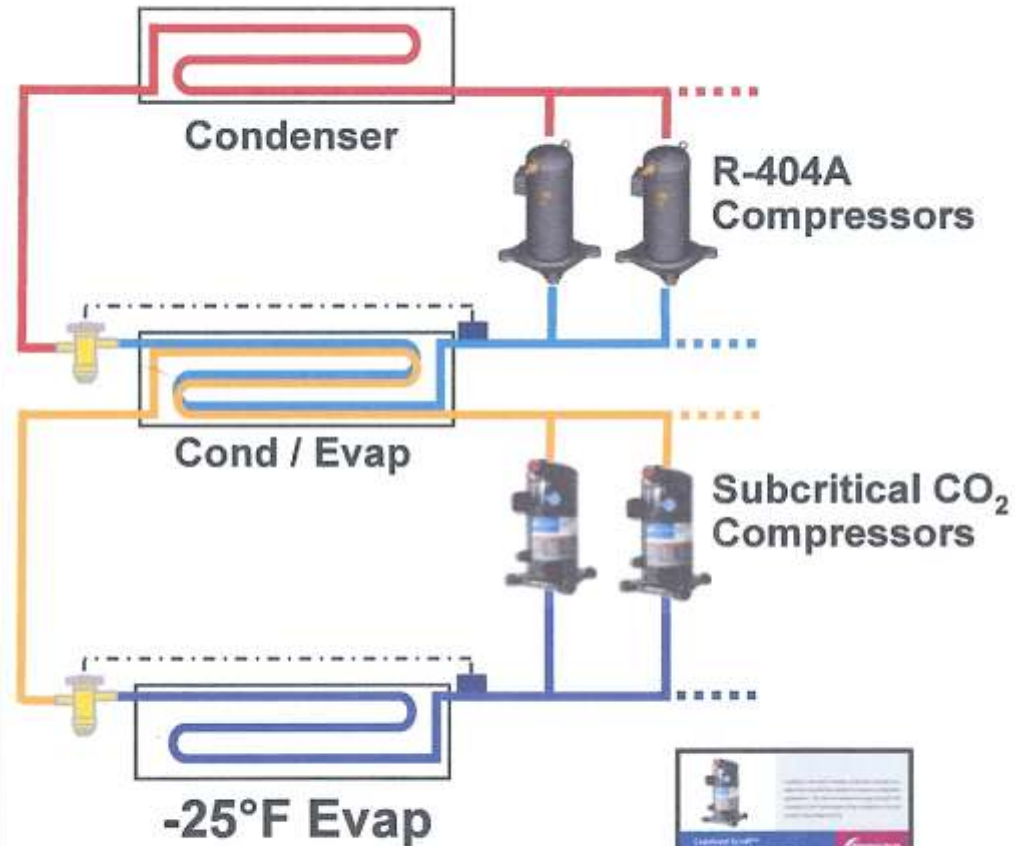 Condenser
R-404A
Compressors
Cond / Evap
Subcritical CO₂
Compressors
-25°F Evap